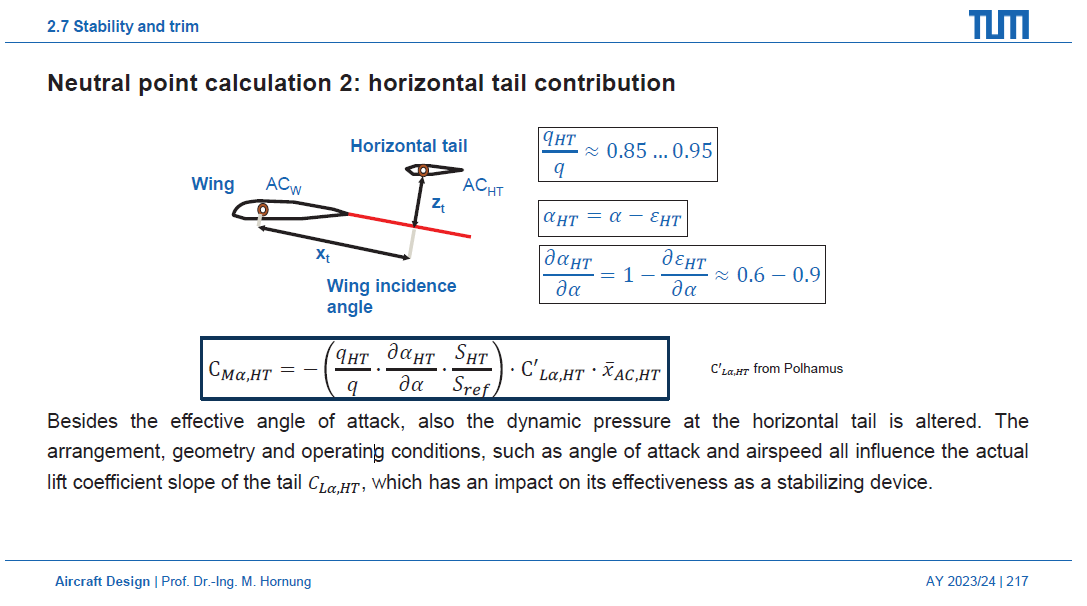 2.7 Stability and trim
TUM
Neutral point calculation 2: horizontal tail contribution
Horizontal tail
Wing
AC_W
AC_HT
z_t
x_t
Wing incidence
angle
q_HT / q ≈ 0.85 … 0.95
α_HT = α − ε_HT
∂α_HT / ∂α = 1 − ∂ε_HT / ∂α ≈ 0.6 − 0.9
C_Mα,HT = −(q_HT / q · ∂α_HT / ∂α · S_HT / S_ref) · C′_Lα,HT · x̄_AC,HT
C′_Lα,HT from Polhamus
Besides the effective angle of attack, also the dynamic pressure at the horizontal tail is altered. The
arrangement, geometry and operating conditions, such as angle of attack and airspeed all influence the actual
lift coefficient slope of the tail C_Lα,HT, which has an impact on its effectiveness as a stabilizing device.
Aircraft Design | Prof. Dr.-Ing. M. Hornung
AY 2023/24 | 217